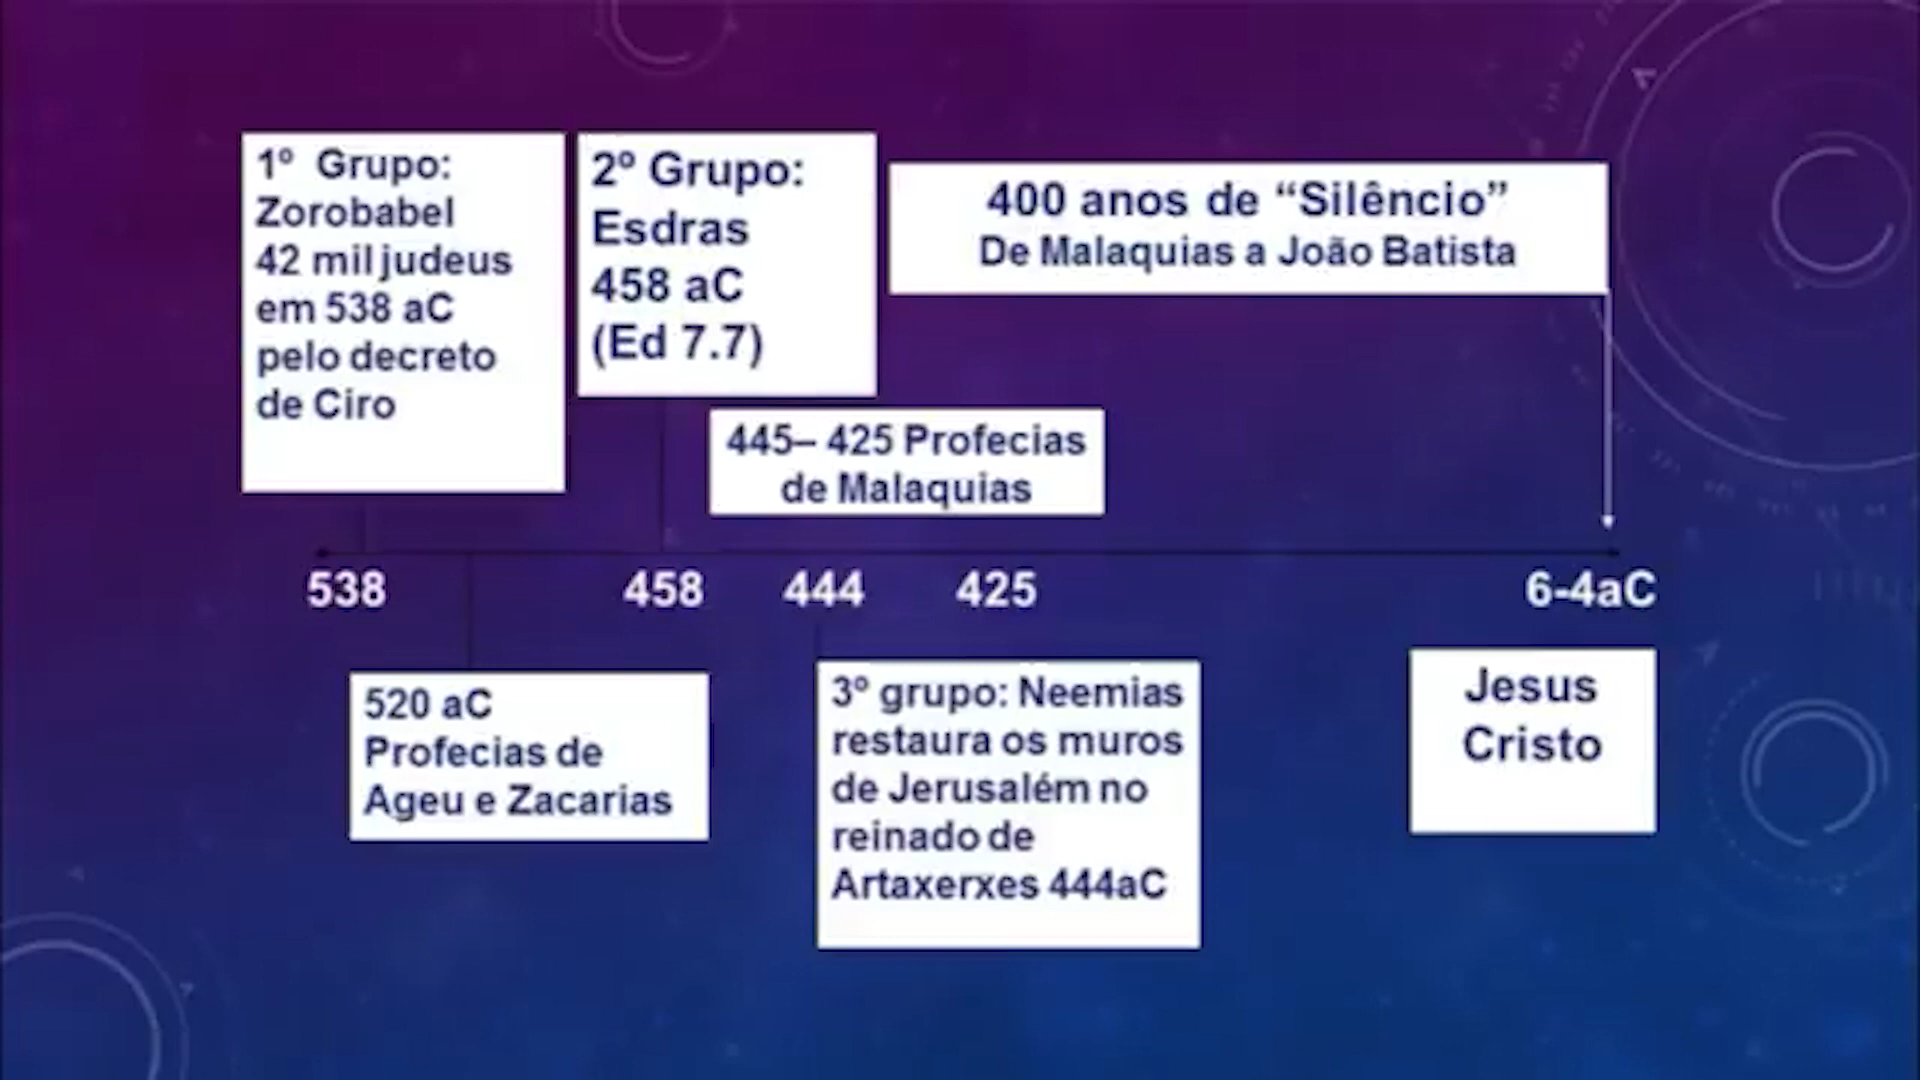 1º Grupo:
Zorobabel
42 mil judeus
em 538 aC
pelo decreto
de Ciro
2º Grupo:
Esdras
458 aC
(Ed 7.7)
400 anos de “Silêncio”
De Malaquias a João Batista
445– 425 Profecias
de Malaquias
538
458
444
425
6-4aC
520 aC
Profecias de
Ageu e Zacarias
3º grupo: Neemias
restaura os muros
de Jerusalém no
reinado de
Artaxerxes 444aC
Jesus
Cristo